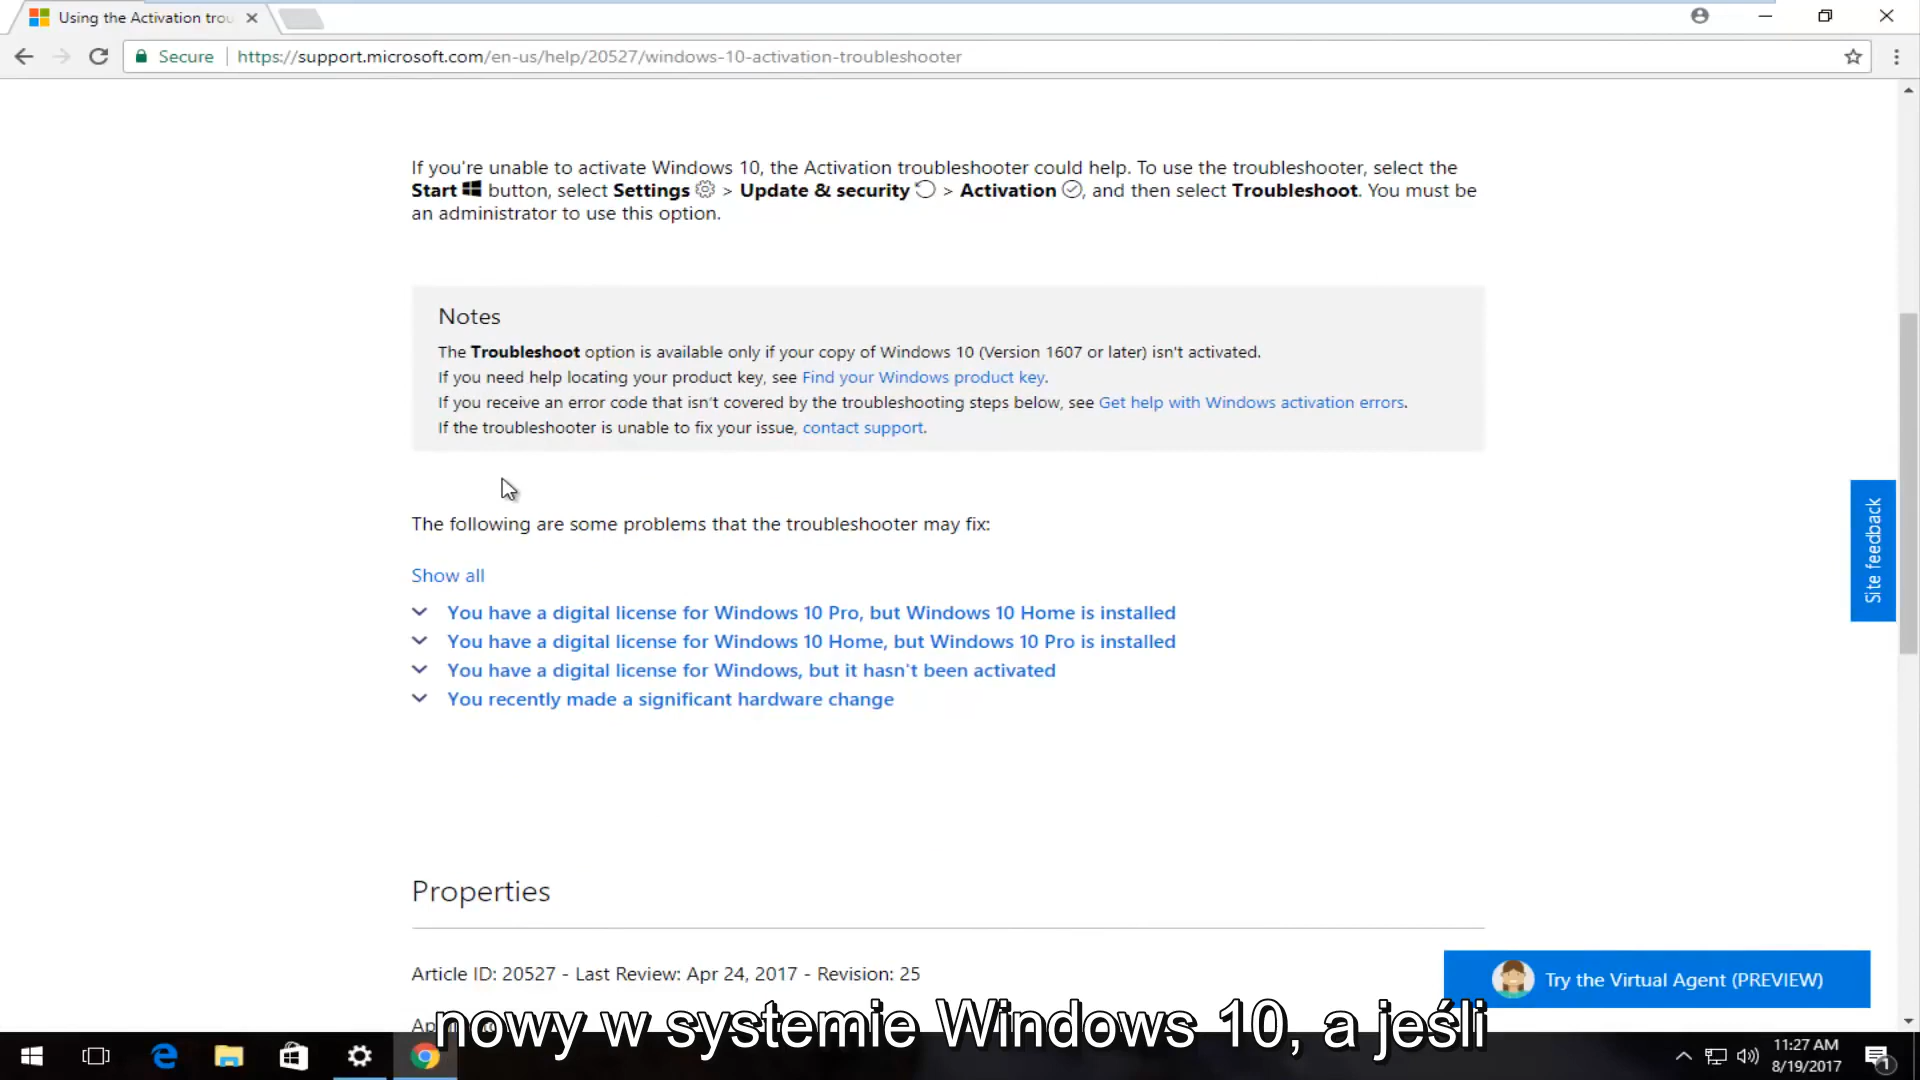 Using the Activation trou
Secure
https://support.microsoft.com/en-us/help/20527/windows-10-activation-troubleshooter
If you're unable to activate Windows 10, the Activation troubleshooter could help. To use the troubleshooter, select the
Start button, select Settings > Update & security > Activation , and then select Troubleshoot. You must be
an administrator to use this option.
Notes
The Troubleshoot option is available only if your copy of Windows 10 (Version 1607 or later) isn't activated.
If you need help locating your product key, see Find your Windows product key.
If you receive an error code that isn't covered by the troubleshooting steps below, see Get help with Windows activation errors.
If the troubleshooter is unable to fix your issue, contact support.
Site feedback
The following are some problems that the troubleshooter may fix:
Show all
You have a digital license for Windows 10 Pro, but Windows 10 Home is installed
You have a digital license for Windows 10 Home, but Windows 10 Pro is installed
You have a digital license for Windows, but it hasn't been activated
You recently made a significant hardware change
Properties
Article ID: 20527 - Last Review: Apr 24, 2017 - Revision: 25
Try the Virtual Agent (PREVIEW)
nowy w systemie Windows 10, a jeśli
11:27 AM
8/19/2017
1